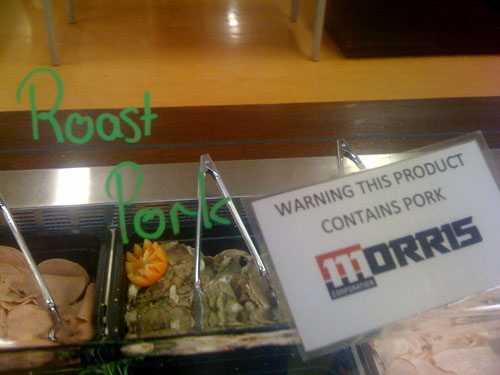 Roast
Pork
WARNING THIS PRODUCT
CONTAINS PORK
MORRIS
CORPORATION